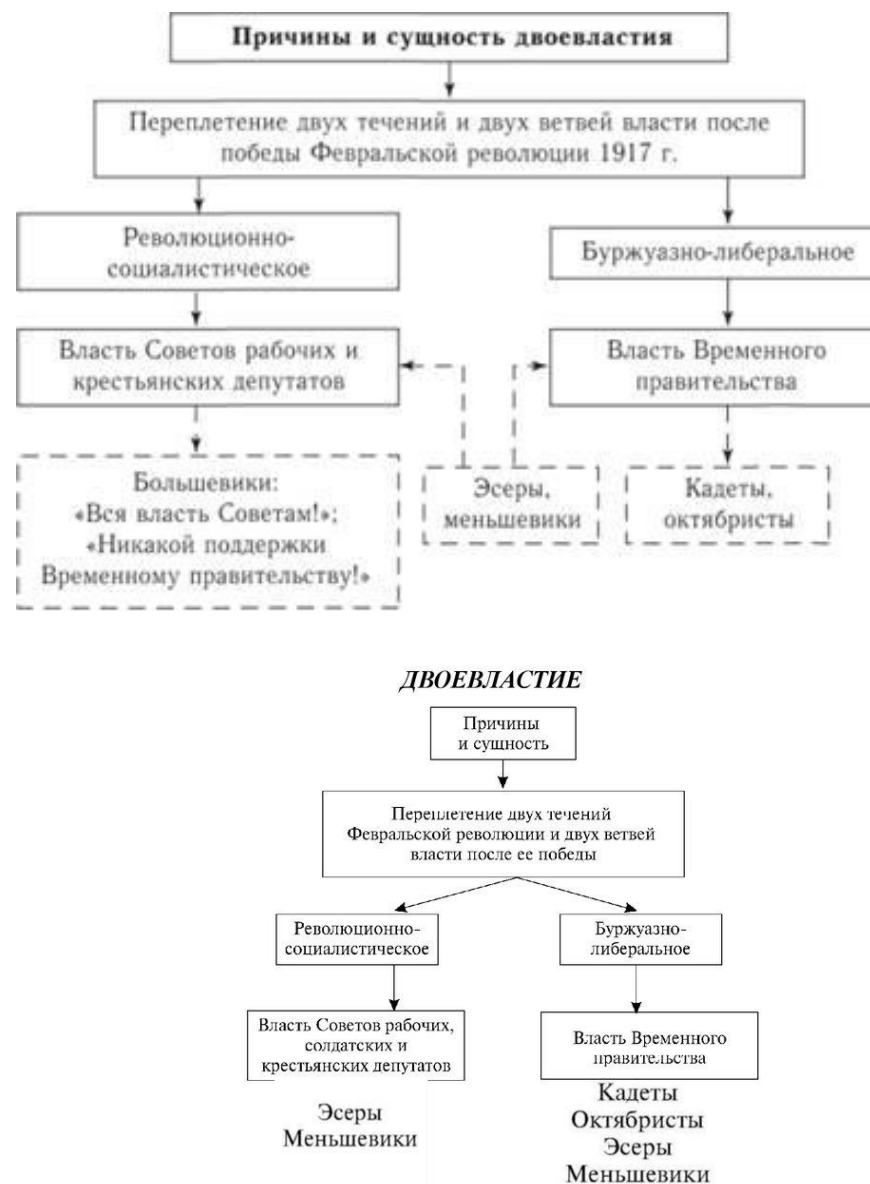 Причины и сущность двоевластия
Переплетение двух течений и двух ветвей власти после
победы Февральской революции 1917 г.
Революционно-
социалистическое
Буржуазно-либеральное
Власть Советов рабочих и
крестьянских депутатов
Власть Временного
правительства
Большевики:
«Вся власть Советам!»;
«Никакой поддержки
Временному правительству!»
Эсеры,
меньшевики
Кадеты,
октябристы
ДВОЕВЛАСТИЕ
Причины
и сущность
Переплетение двух течений
Февральской революции и двух ветвей
власти после ее победы
Революционно-
социалистическое
Буржуазно-
либеральное
Власть Советов рабочих,
солдатских и
крестьянских депутатов
Власть Временного
правительства
Эсеры
Меньшевики
Кадеты
Октябристы
Эсеры
Меньшевики